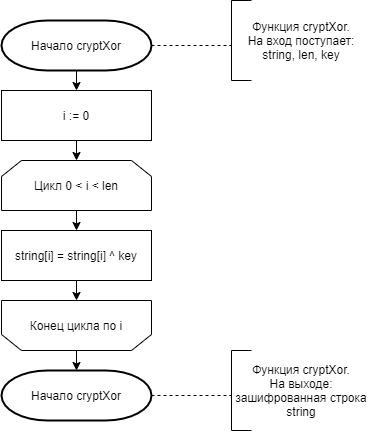 Начало cryptXor
Функция cryptXor.
На вход поступает:
string, len, key
i := 0
Цикл 0 < i < len
string[i] = string[i] ^ key
Конец цикла по i
Начало cryptXor
Функция cryptXor.
На выходе:
зашифрованная строка
string